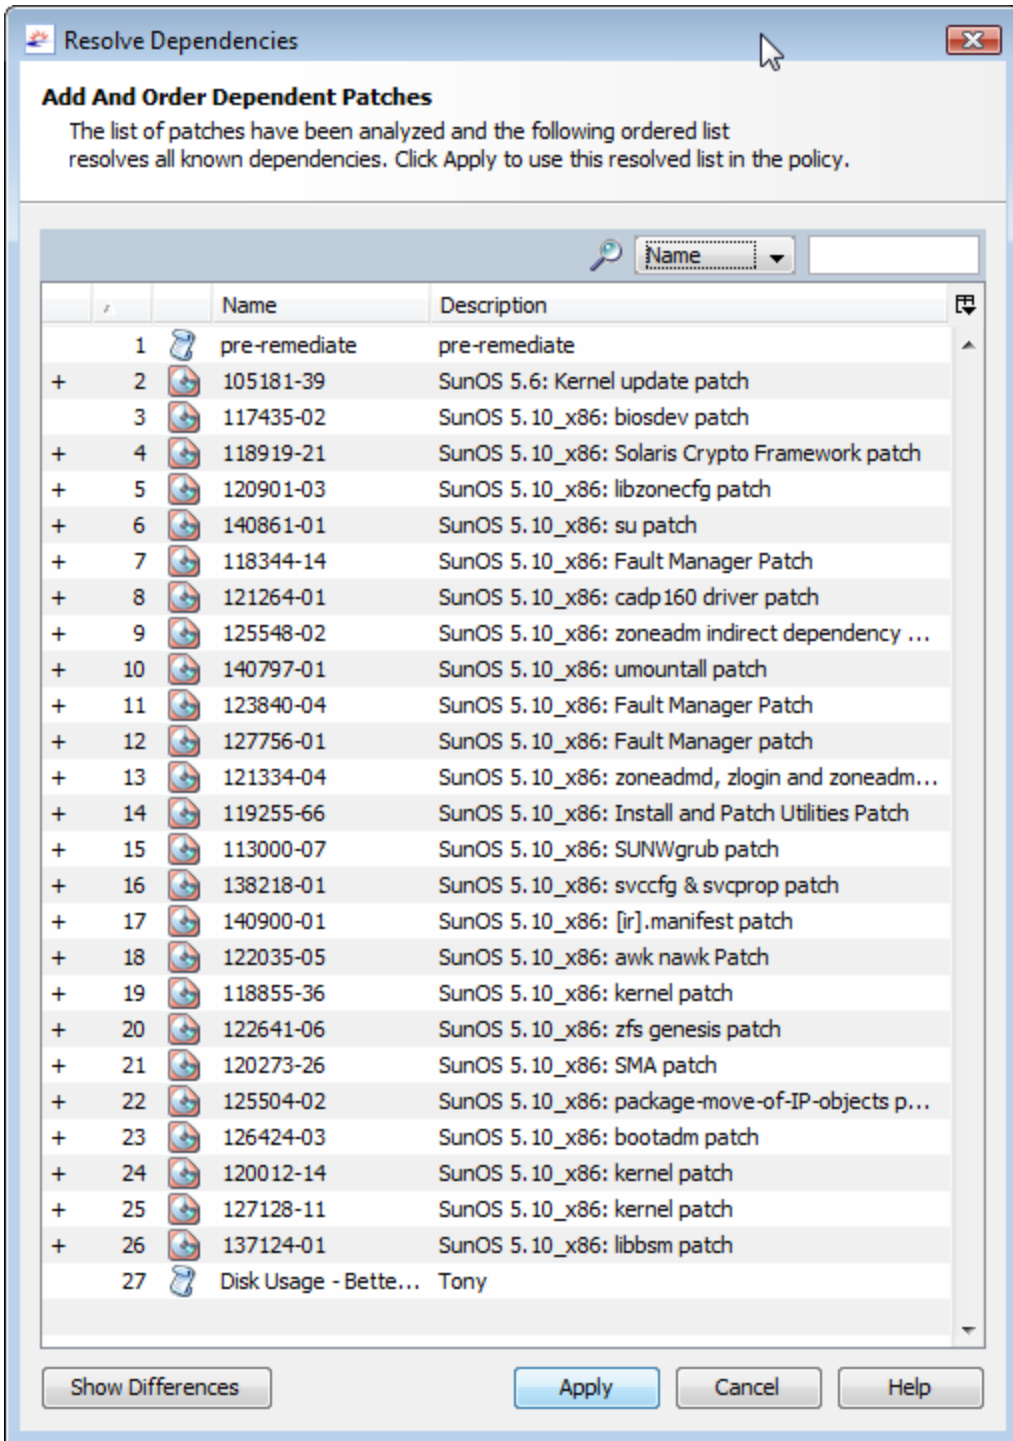 Resolve Dependencies
Add And Order Dependent Patches
The list of patches have been analyzed and the following ordered list
resolves all known dependencies. Click Apply to use this resolved list in the policy.
Name
Name Description
1 pre-remediate pre-remediate
+ 2 105181-39 SunOS 5.6: Kernel update patch
3 117435-02 SunOS 5.10_x86: biosdev patch
+ 4 118919-21 SunOS 5.10_x86: Solaris Crypto Framework patch
+ 5 120901-03 SunOS 5.10_x86: libzonecfg patch
+ 6 140861-01 SunOS 5.10_x86: su patch
+ 7 118344-14 SunOS 5.10_x86: Fault Manager Patch
+ 8 121264-01 SunOS 5.10_x86: cadp160 driver patch
+ 9 125548-02 SunOS 5.10_x86: zoneadm indirect dependency ...
+ 10 140797-01 SunOS 5.10_x86: umountall patch
+ 11 123840-04 SunOS 5.10_x86: Fault Manager Patch
+ 12 127756-01 SunOS 5.10_x86: Fault Manager patch
+ 13 121334-04 SunOS 5.10_x86: zoneadmd, zlogin and zoneadm...
+ 14 119255-66 SunOS 5.10_x86: Install and Patch Utilities Patch
+ 15 113000-07 SunOS 5.10_x86: SUNWgrub patch
+ 16 138218-01 SunOS 5.10_x86: svccfg & svcprop patch
+ 17 140900-01 SunOS 5.10_x86: [ir].manifest patch
+ 18 122035-05 SunOS 5.10_x86: awk nawk Patch
+ 19 118855-36 SunOS 5.10_x86: kernel patch
+ 20 122641-06 SunOS 5.10_x86: zfs genesis patch
+ 21 120273-26 SunOS 5.10_x86: SMA patch
+ 22 125504-02 SunOS 5.10_x86: package-move-of-IP-objects p...
+ 23 126424-03 SunOS 5.10_x86: bootadm patch
+ 24 120012-14 SunOS 5.10_x86: kernel patch
+ 25 127128-11 SunOS 5.10_x86: kernel patch
+ 26 137124-01 SunOS 5.10_x86: libbsm patch
27 Disk Usage - Bette... Tony
Show Differences Apply Cancel Help